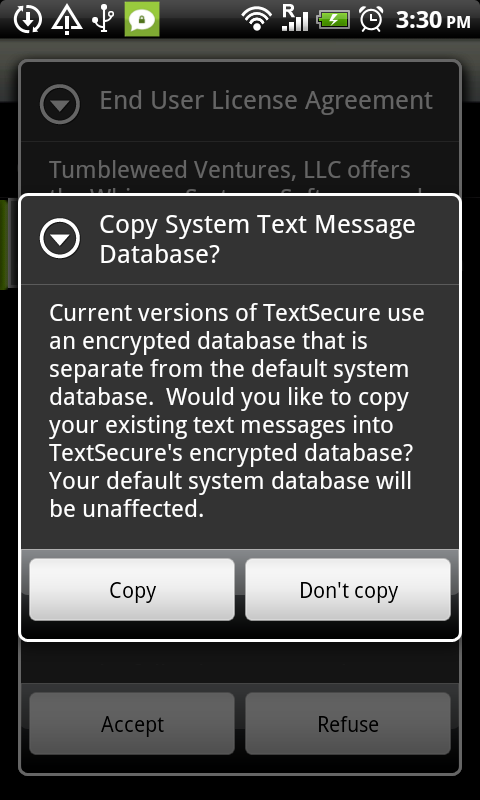 R
3:30 PM
End User License Agreement
Tumbleweed Ventures, LLC offers
Copy System Text Message
Database?
Current versions of TextSecure use
an encrypted database that is
separate from the default system
database.  Would you like to copy
your existing text messages into
TextSecure's encrypted database?
Your default system database will
be unaffected.
Copy
Don't copy
Accept
Refuse